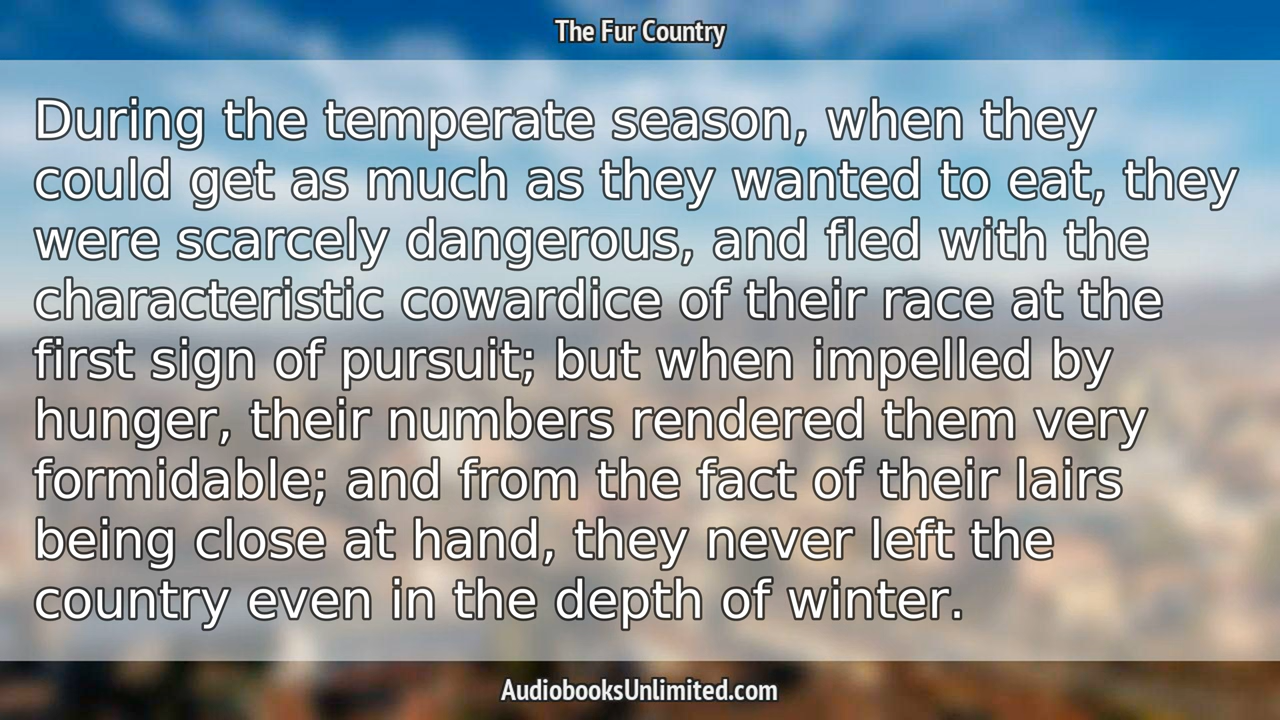 The Fur Country
During the temperate season, when they
could get as much as they wanted to eat, they
were scarcely dangerous, and fled with the
characteristic cowardice of their race at the
first sign of pursuit; but when impelled by
hunger, their numbers rendered them very
formidable; and from the fact of their lairs
being close at hand, they never left the
country even in the depth of winter.
AudiobooksUnlimited.com